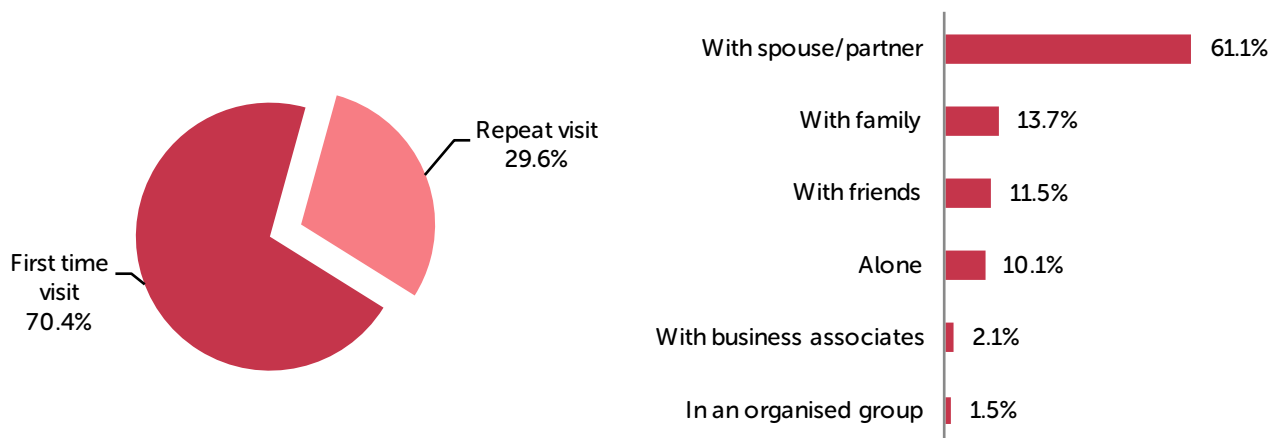 Repeat visit
29.6%
First time
visit
70.4%
With spouse/partner 61.1%
With family 13.7%
With friends 11.5%
Alone 10.1%
With business associates 2.1%
In an organised group 1.5%